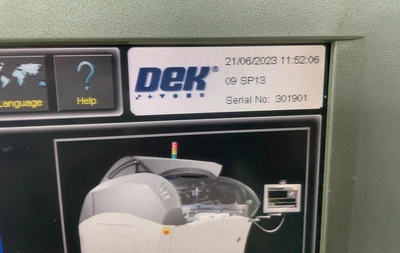 Language
?
Help
DEK®
21/06/2023 11:52:06
09 SP13
Serial No: 301901